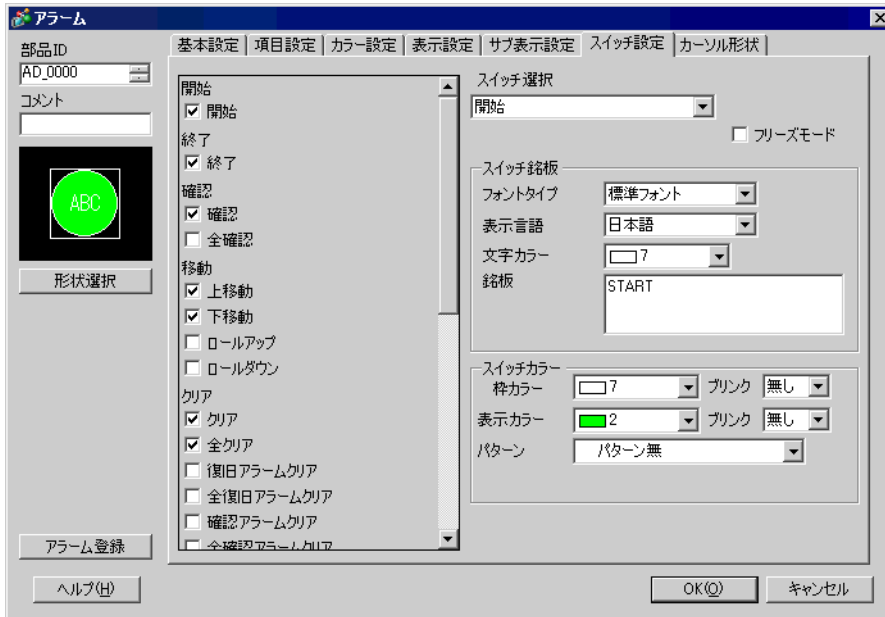 アラーム
部品ID
AD_0000
コメント
ABC
形状選択
アラーム登録
ヘルプ(H)
基本設定 項目設定 カラー設定 表示設定 サブ表示設定 スイッチ設定 カーソル形状
開始
開始
終了
終了
確認
確認
全確認
移動
上移動
下移動
ロールアップ
ロールダウン
クリア
クリア
全クリア
復旧アラームクリア
全復旧アラームクリア
確認アラームクリア
全確認アラームクリア
スイッチ選択
開始
フリーズモード
スイッチ銘板
フォントタイプ 標準フォント
表示言語 日本語
文字カラー 7
銘板 START
スイッチカラー
枠カラー 7 ブリンク 無し
表示カラー 2 ブリンク 無し
パターン パターン無
OK(O) キャンセル